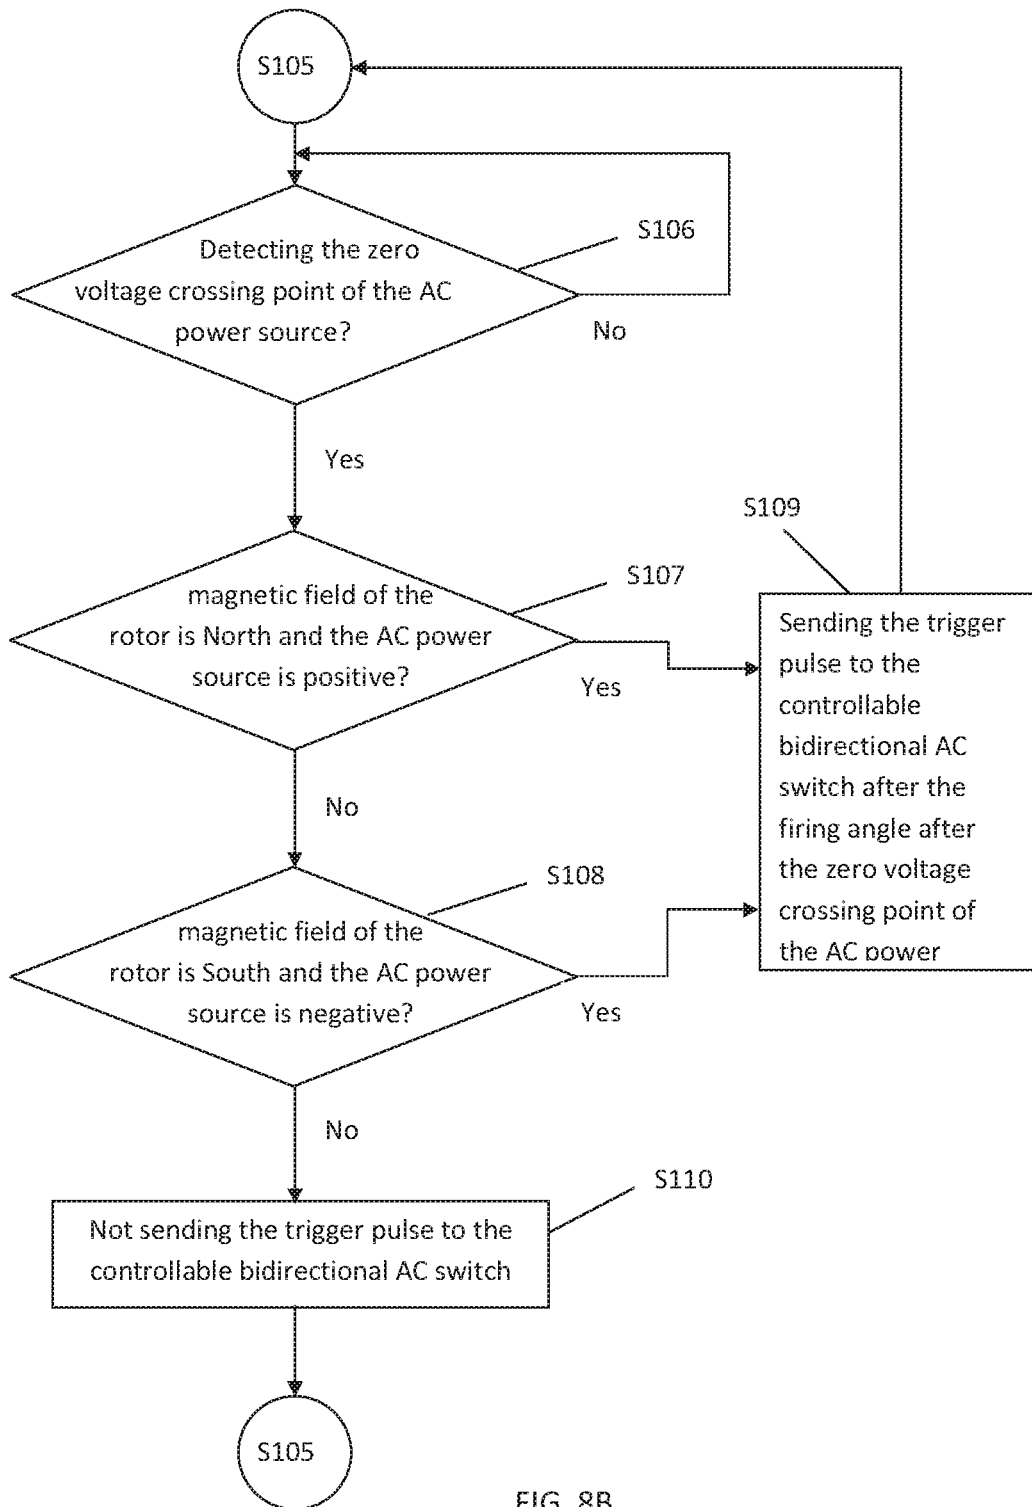 S105
Detecting the zero
voltage crossing point of the AC
power source?
S106
No
Yes
S109
magnetic field of the
rotor is North and the AC power
source is positive?
S107
Yes
Sending the trigger
pulse to the
controllable
bidirectional AC
switch after the
firing angle after
the zero voltage
crossing point of
the AC power
No
S108
magnetic field of the
rotor is South and the AC power
source is negative?
Yes
No
S110
Not sending the trigger pulse to the
controllable bidirectional AC switch
S105
FIG. 8B